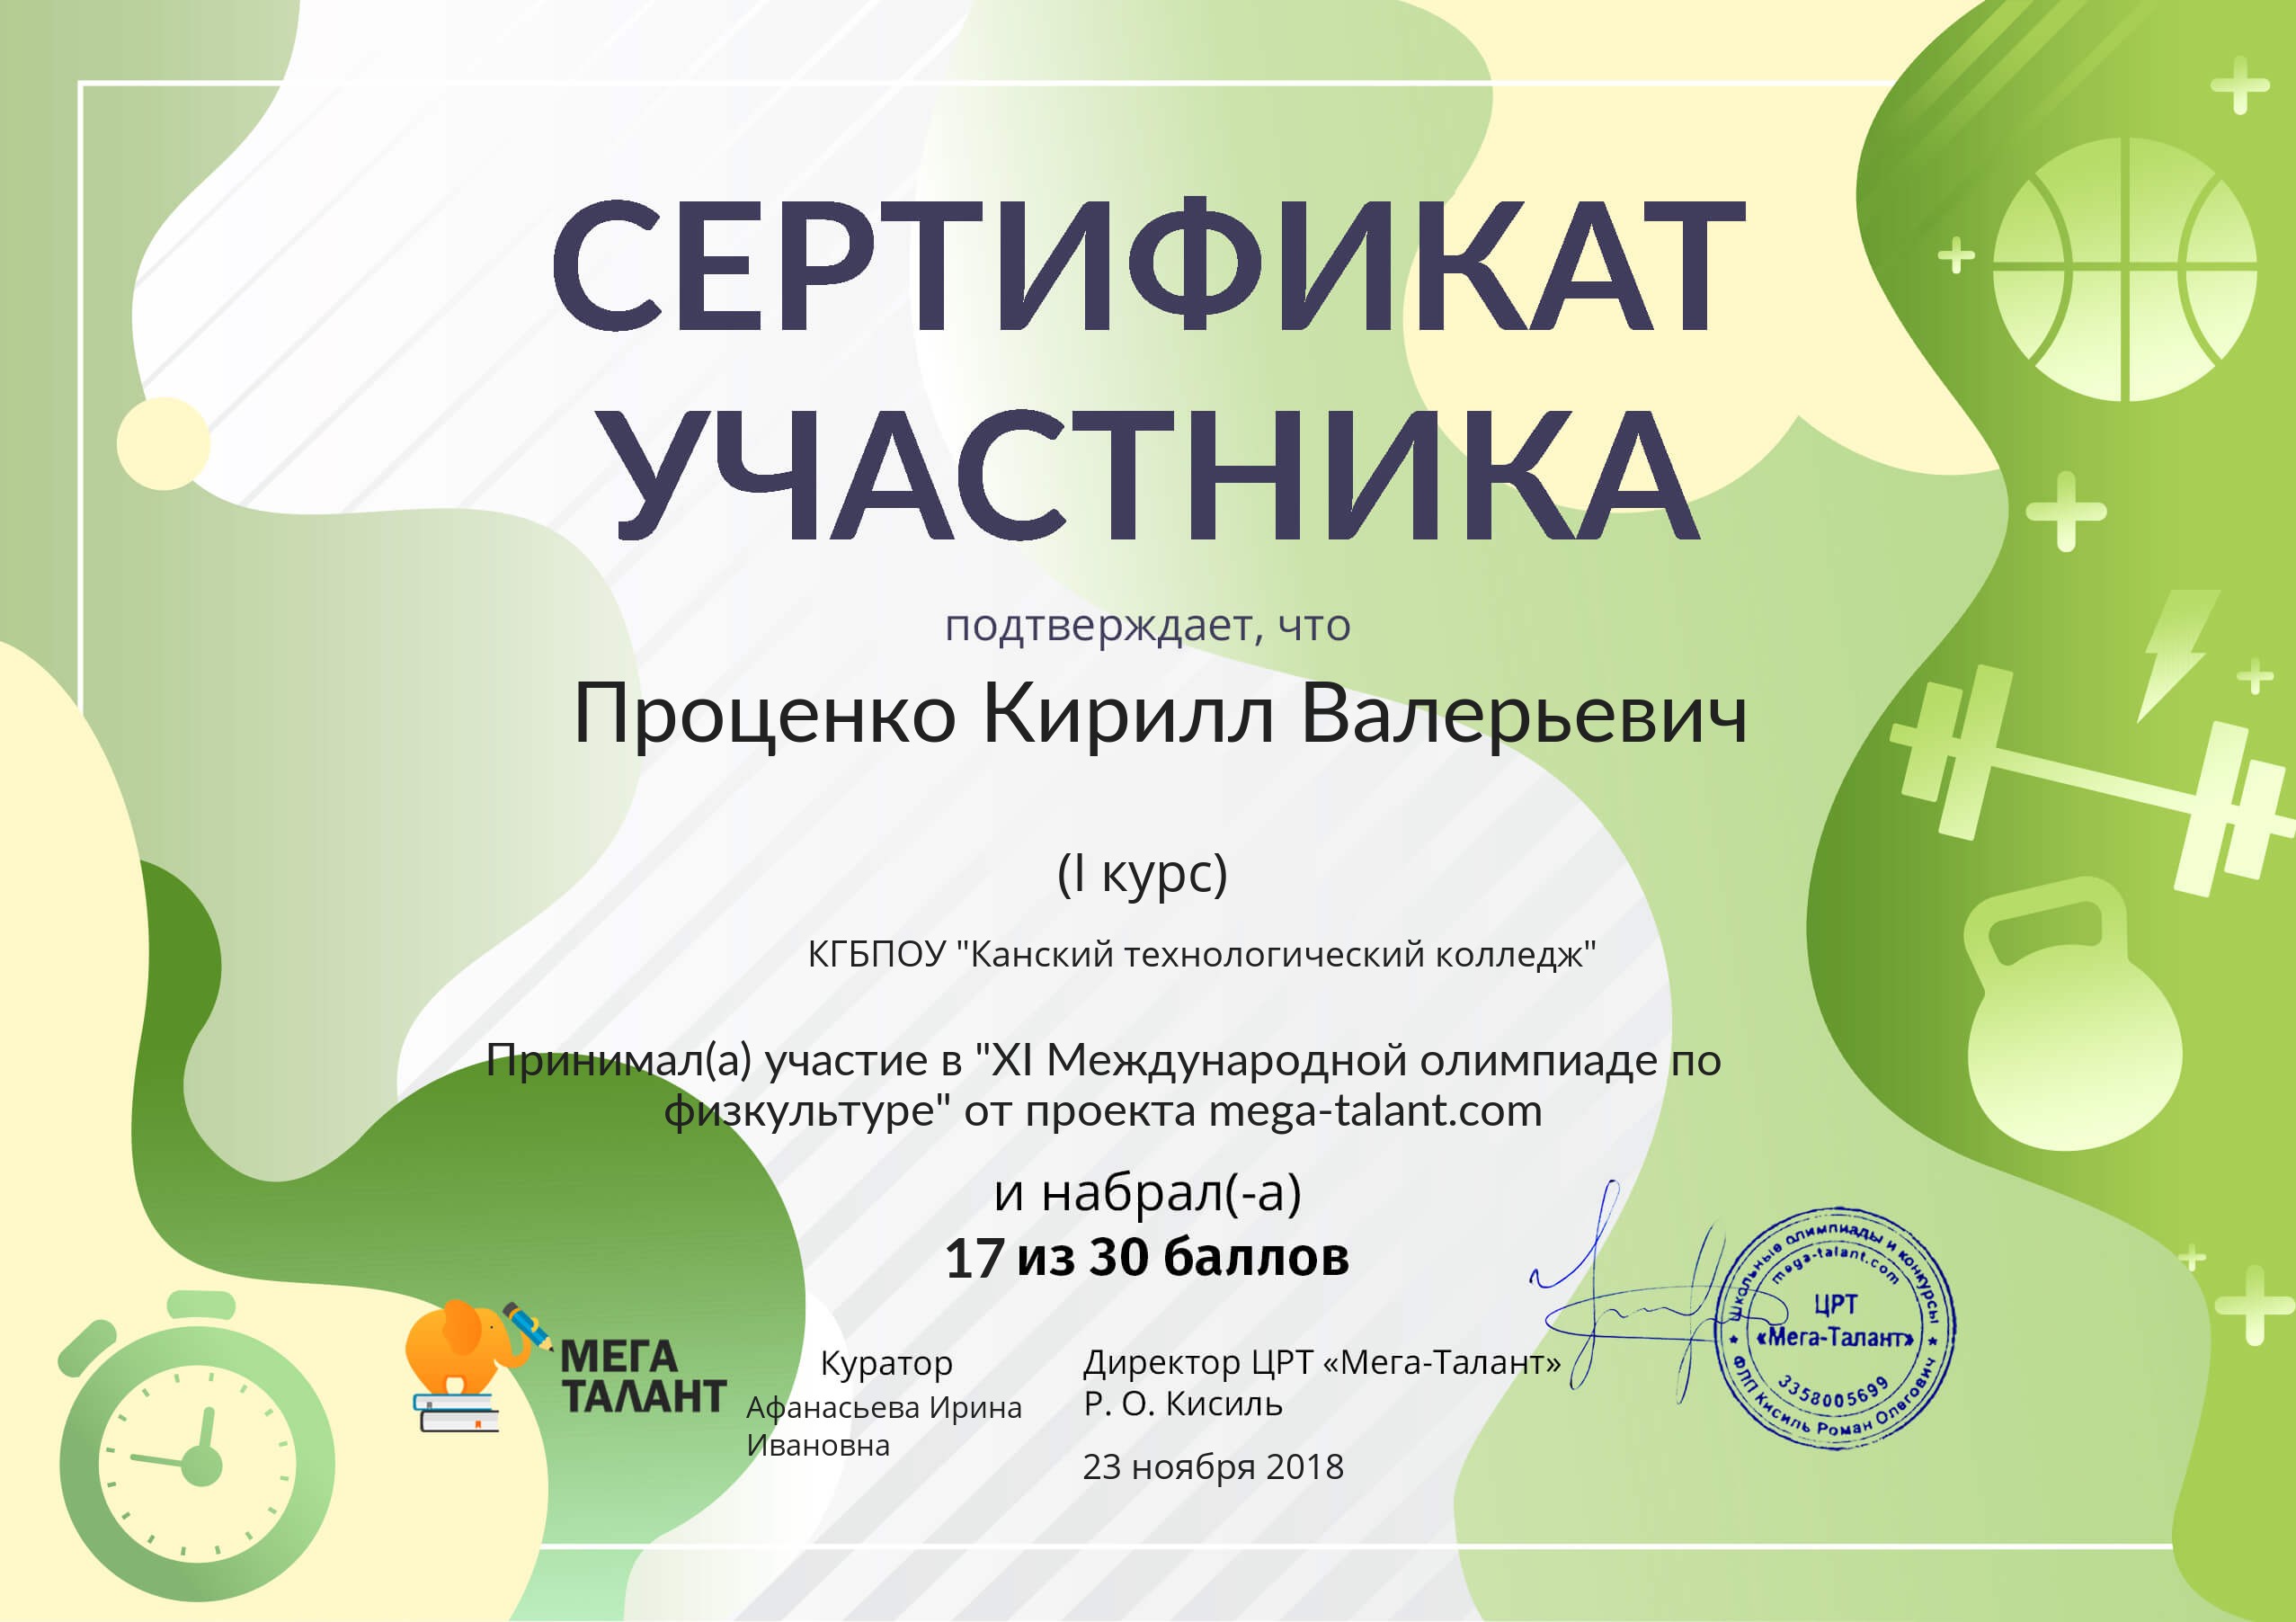 СЕРТИФИКАТ
УЧАСТНИКА
подтверждает, что
Проценко Кирилл Валерьевич
(I курс)
КГБПОУ "Канский технологический колледж"
Принимал(а) участие в "XI Международной олимпиаде по
физкультуре" от проекта mega-talant.com
и набрал(-а)
17 из 30 баллов
МЕГА
ТАЛАНТ
Куратор
Афанасьева Ирина
Ивановна
Директор ЦРТ «Мега-Талант»
Р. О. Кисиль
23 ноября 2018
Школьные олимпиады и конкурсы
mega-talant.com
ЦРТ
«Мега-Талант»
3358005699
ФЛП Кисиль Роман Олегович